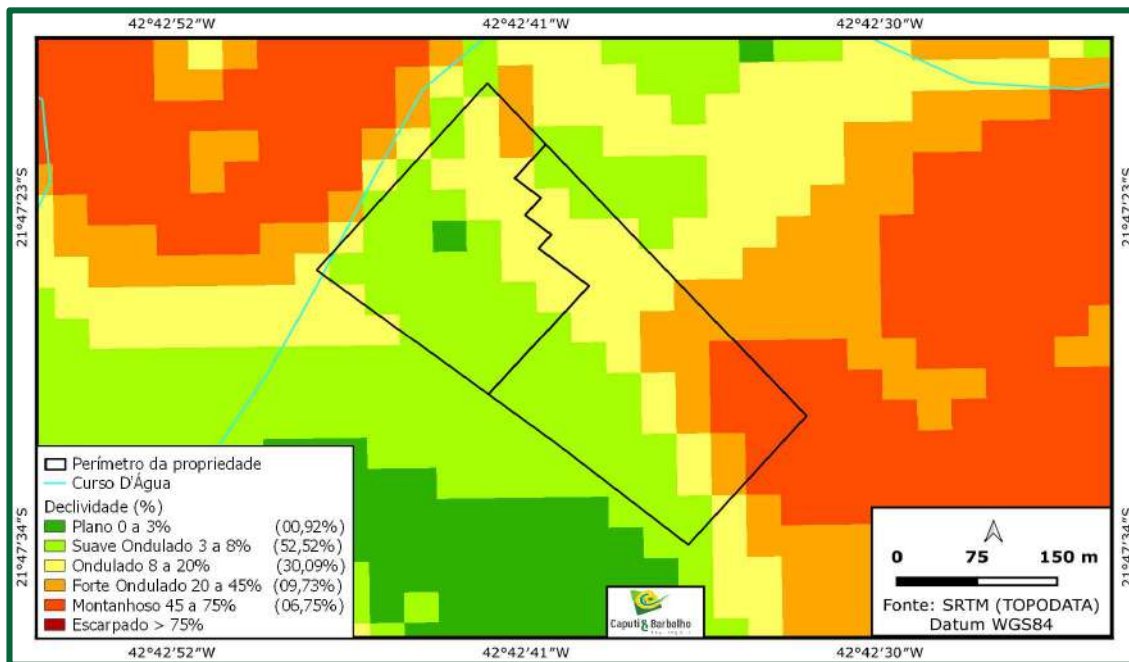 42°42'52"W 42°42'41"W 42°42'30"W
21°47'23"S 21°47'23"S
21°47'34"S 21°47'34"S
Perímetro da propriedade
Curso D'Água
Declividade (%)
Plano 0 a 3% (00,92%)
Suave Ondulado 3 a 8% (52,52%)
Ondulado 8 a 20% (30,09%)
Forte Ondulado 20 a 45% (09,73%)
Montanhoso 45 a 75% (06,75%)
Escarpado > 75%
Caputi & Barbalho
0 75 150 m
Fonte: SRTM (TOPODATA)
Datum WGS84
42°42'52"W 42°42'41"W 42°42'30"W